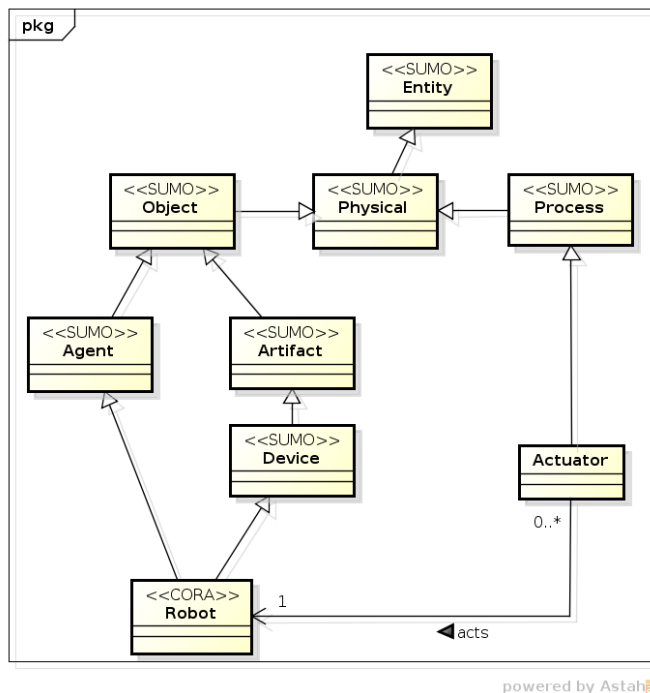 pkg
<<SUMO>>
Entity
<<SUMO>>
Object
<<SUMO>>
Physical
<<SUMO>>
Process
<<SUMO>>
Agent
<<SUMO>>
Artifact
<<SUMO>>
Device
Actuator
0..*
<<CORA>>
Robot
1
acts
powered by Astah